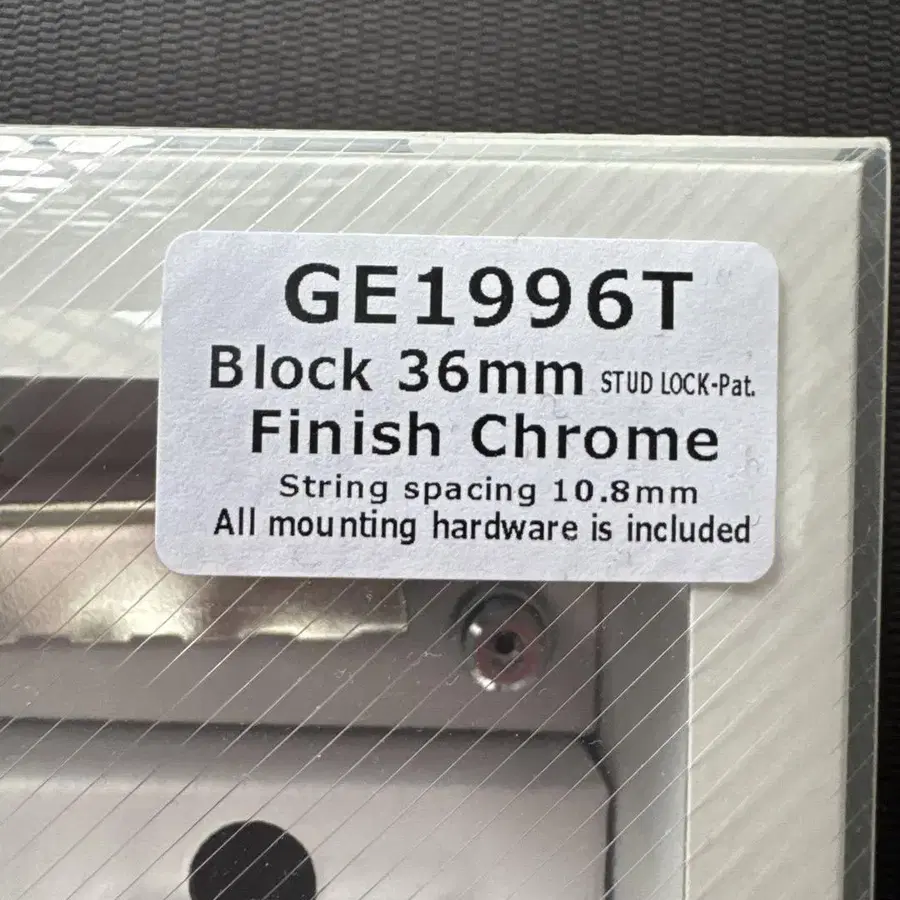 GE1996T
Block 36mm STUD LOCK-Pat.
Finish Chrome
String spacing 10.8mm
All mounting hardware is included